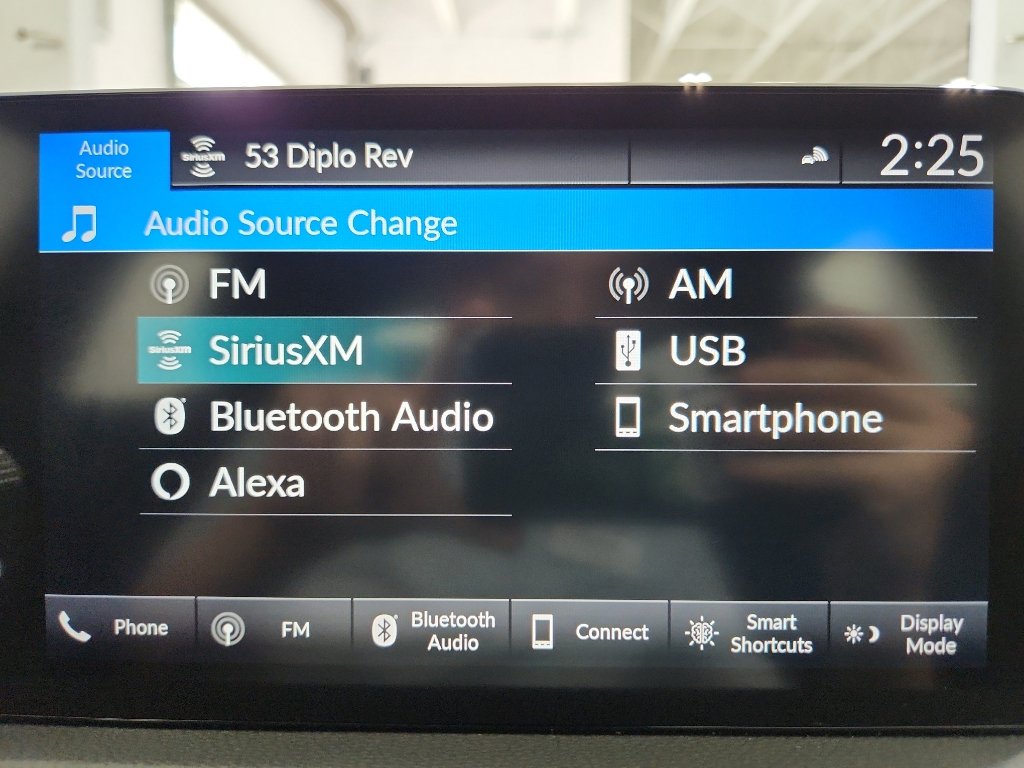 Audio
Source
SiriusXM
53 Diplo Rev
2:25
Audio Source Change
FM
AM
SiriusXM
SiriusXM
USB
Bluetooth Audio
Smartphone
Alexa
Phone
FM
Bluetooth
Audio
Connect
Smart
Shortcuts
Display
Mode